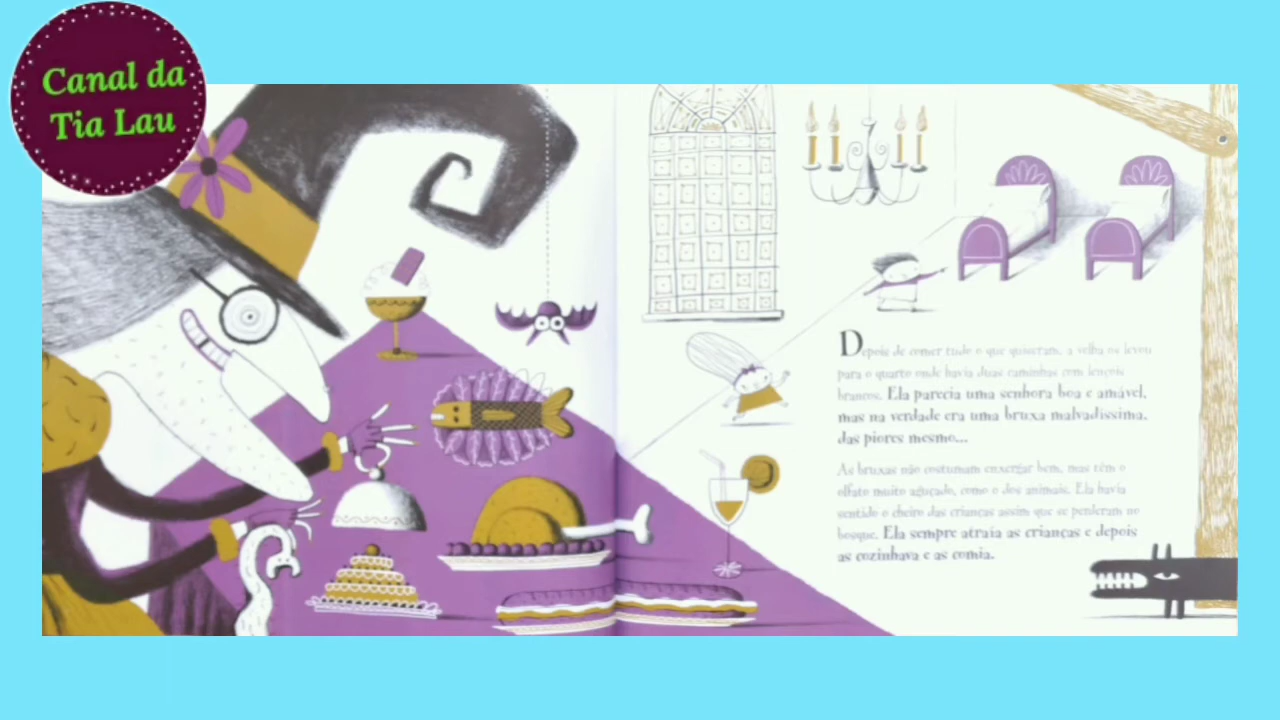 Canal da
Tia Lau
Depois de comer tudo o que quiseram, a velha os levou
para o quarto onde havia duas caminhas com lençóis
brancos. Ela parecia uma senhora boa e amável,
mas na verdade era uma bruxa malvadíssima,
das piores mesmo...
As bruxas não costumam enxergar bem, mas têm o
olfato muito aguçado, como o dos animais. Ela havia
sentido o cheiro das crianças assim que se perderam no
bosque. Ela sempre atraía as crianças e depois
as cozinhava e as comia.